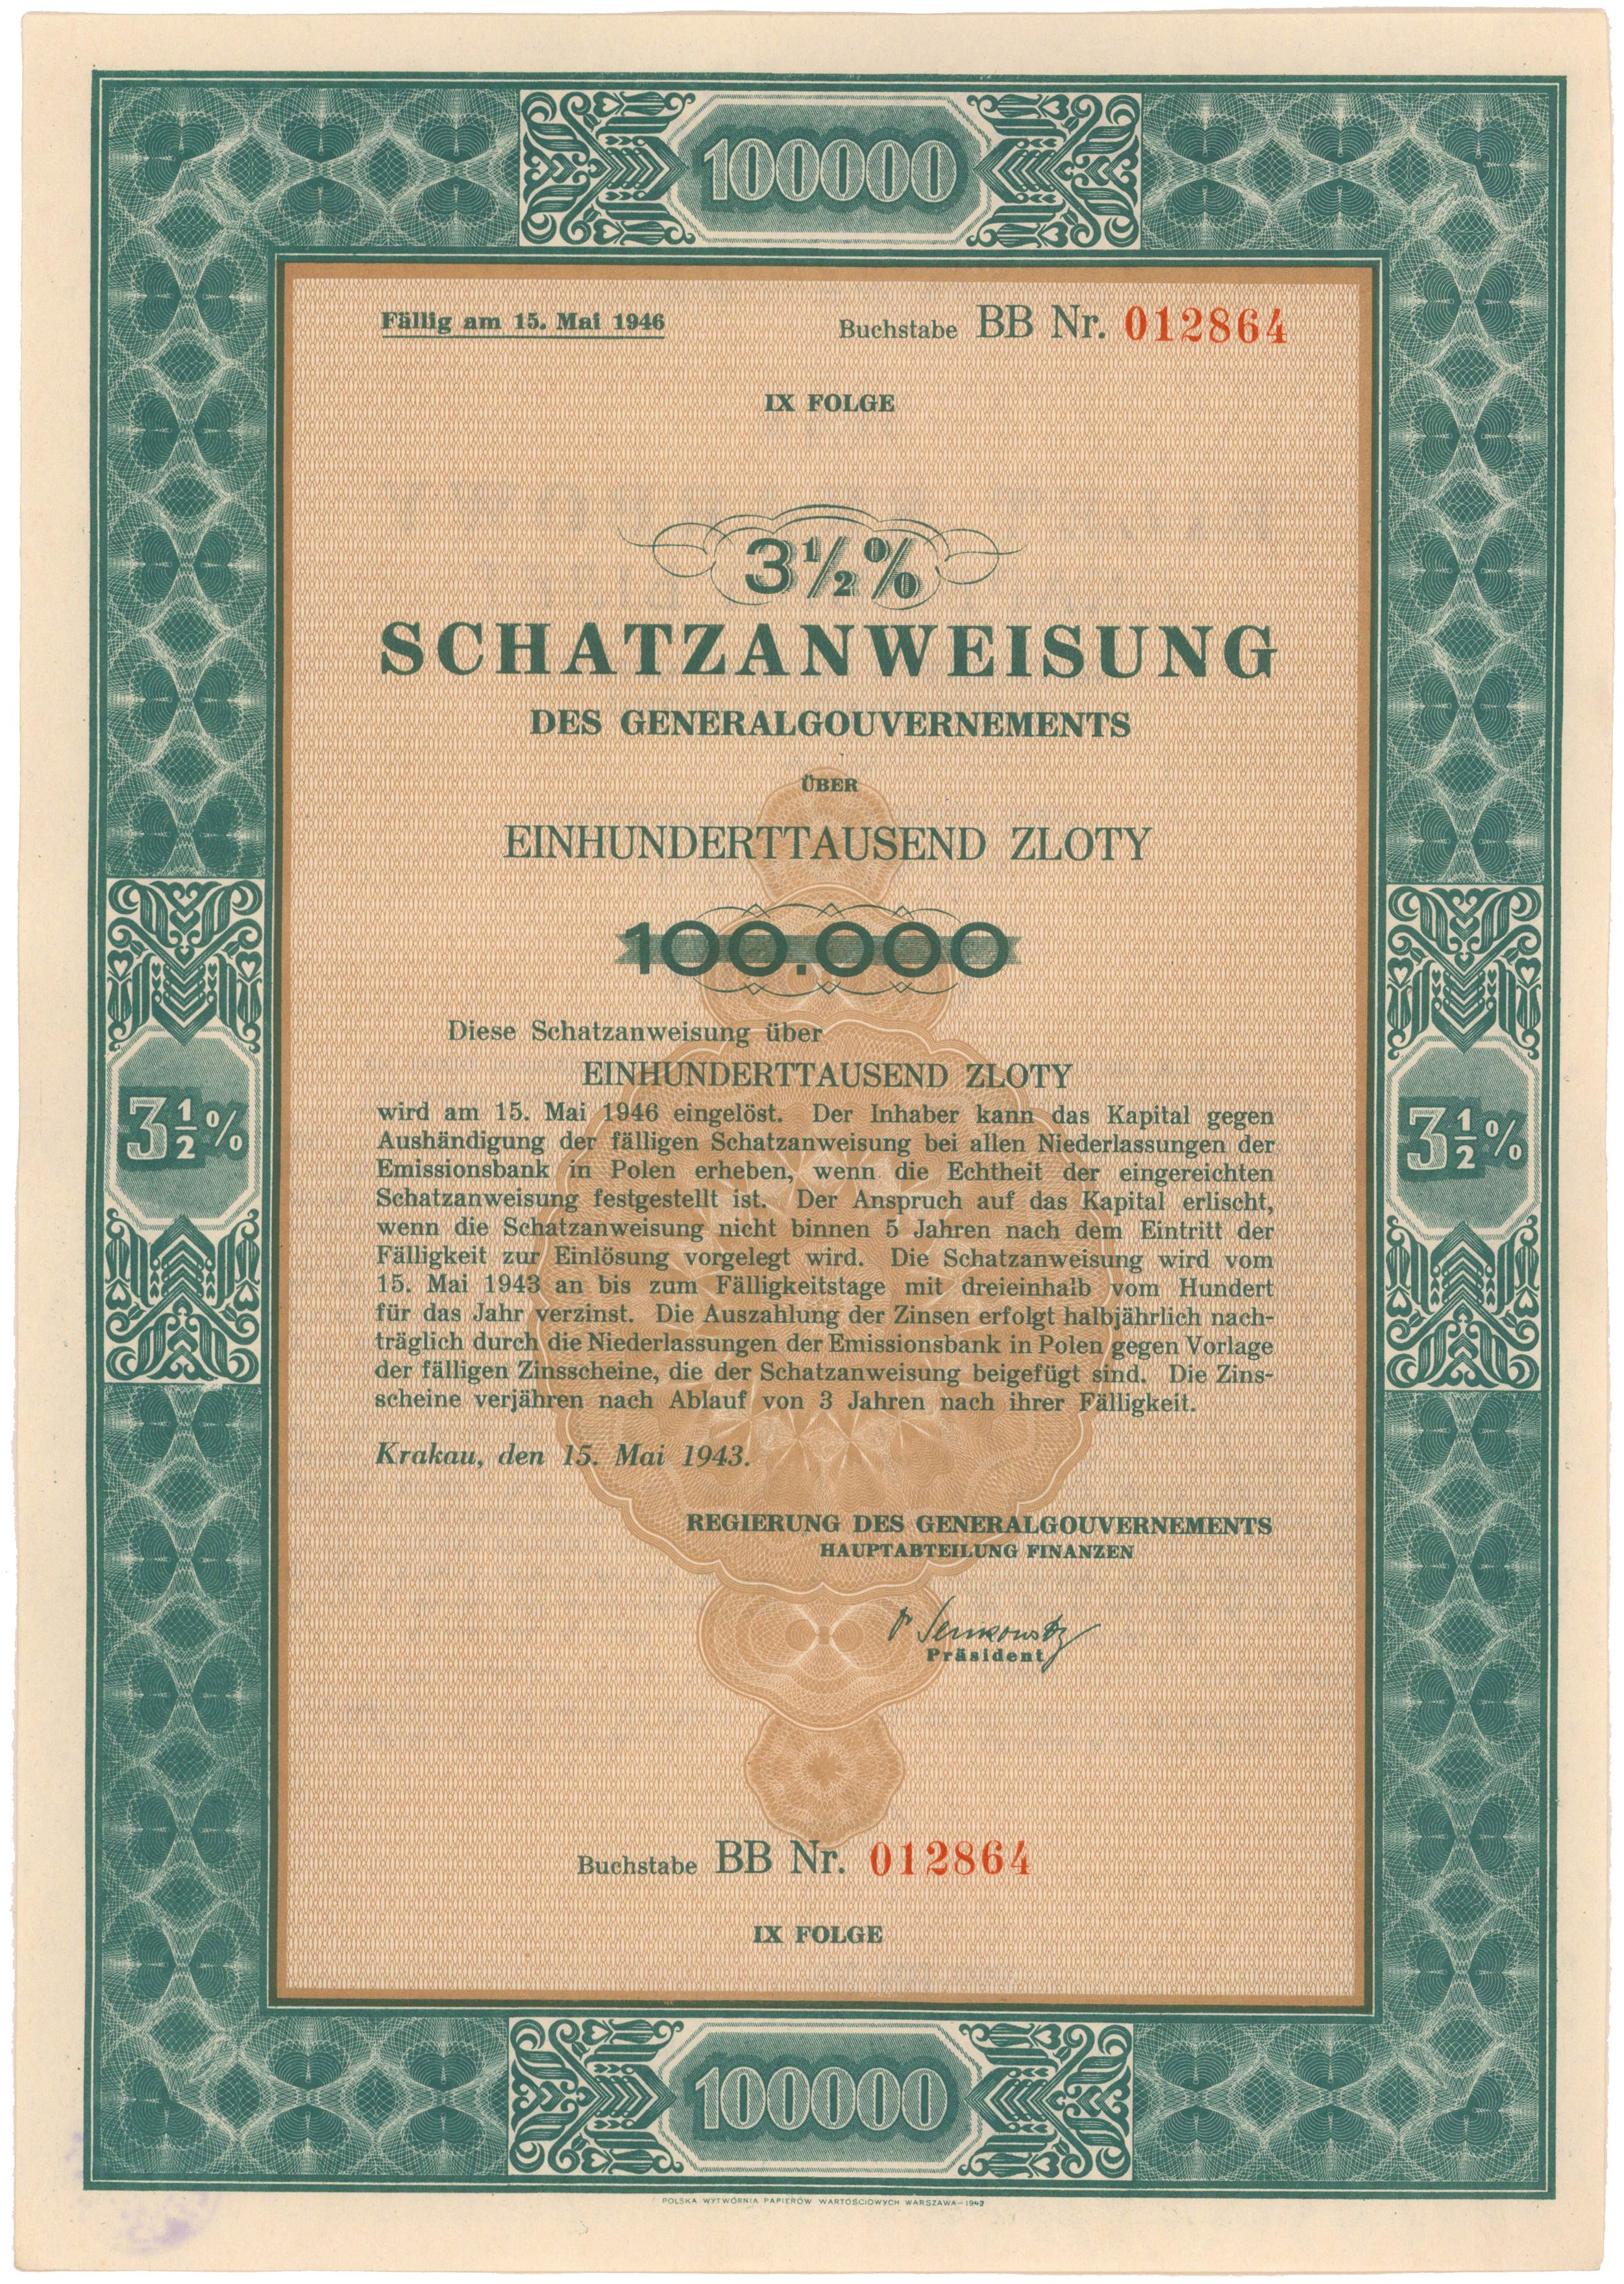 100000
Fällig am 15. Mai 1946
Buchstabe BB Nr. 012864
IX FOLGE
3½%
SCHATZANWEISUNG
DES GENERALGOUVERNEMENTS
ÜBER
EINHUNDERTTAUSEND ZLOTY
100.000
Diese Schatzanweisung über
EINHUNDERTTAUSEND ZLOTY
wird am 15. Mai 1946 eingelöst. Der Inhaber kann das Kapital gegen
Aushändigung der fälligen Schatzanweisung bei allen Niederlassungen der
Emissionsbank in Polen erheben, wenn die Echtheit der eingereichten
Schatzanweisung festgestellt ist. Der Anspruch auf das Kapital erlischt,
wenn die Schatzanweisung nicht binnen 5 Jahren nach dem Eintritt der
Fälligkeit zur Einlösung vorgelegt wird. Die Schatzanweisung wird vom
15. Mai 1943 an bis zum Fälligkeitstage mit dreieinhalb vom Hundert
für das Jahr verzinst. Die Auszahlung der Zinsen erfolgt halbjährlich nach-
träglich durch die Niederlassungen der Emissionsbank in Polen gegen Vorlage
der fälligen Zinsscheine, die der Schatzanweisung beigefügt sind. Die Zins-
scheine verjähren nach Ablauf von 3 Jahren nach ihrer Fälligkeit.
3½%
3½%
Krakau, den 15. Mai 1943.
REGIERUNG DES GENERALGOUVERNEMENTS
HAUPTABTEILUNG FINANZEN
Senkowsky
Präsident
Buchstabe BB Nr. 012864
IX FOLGE
100000
POLSKA WYTWÓRNIA PAPIERÓW WARTOŚCIOWYCH WARSZAWA—1943